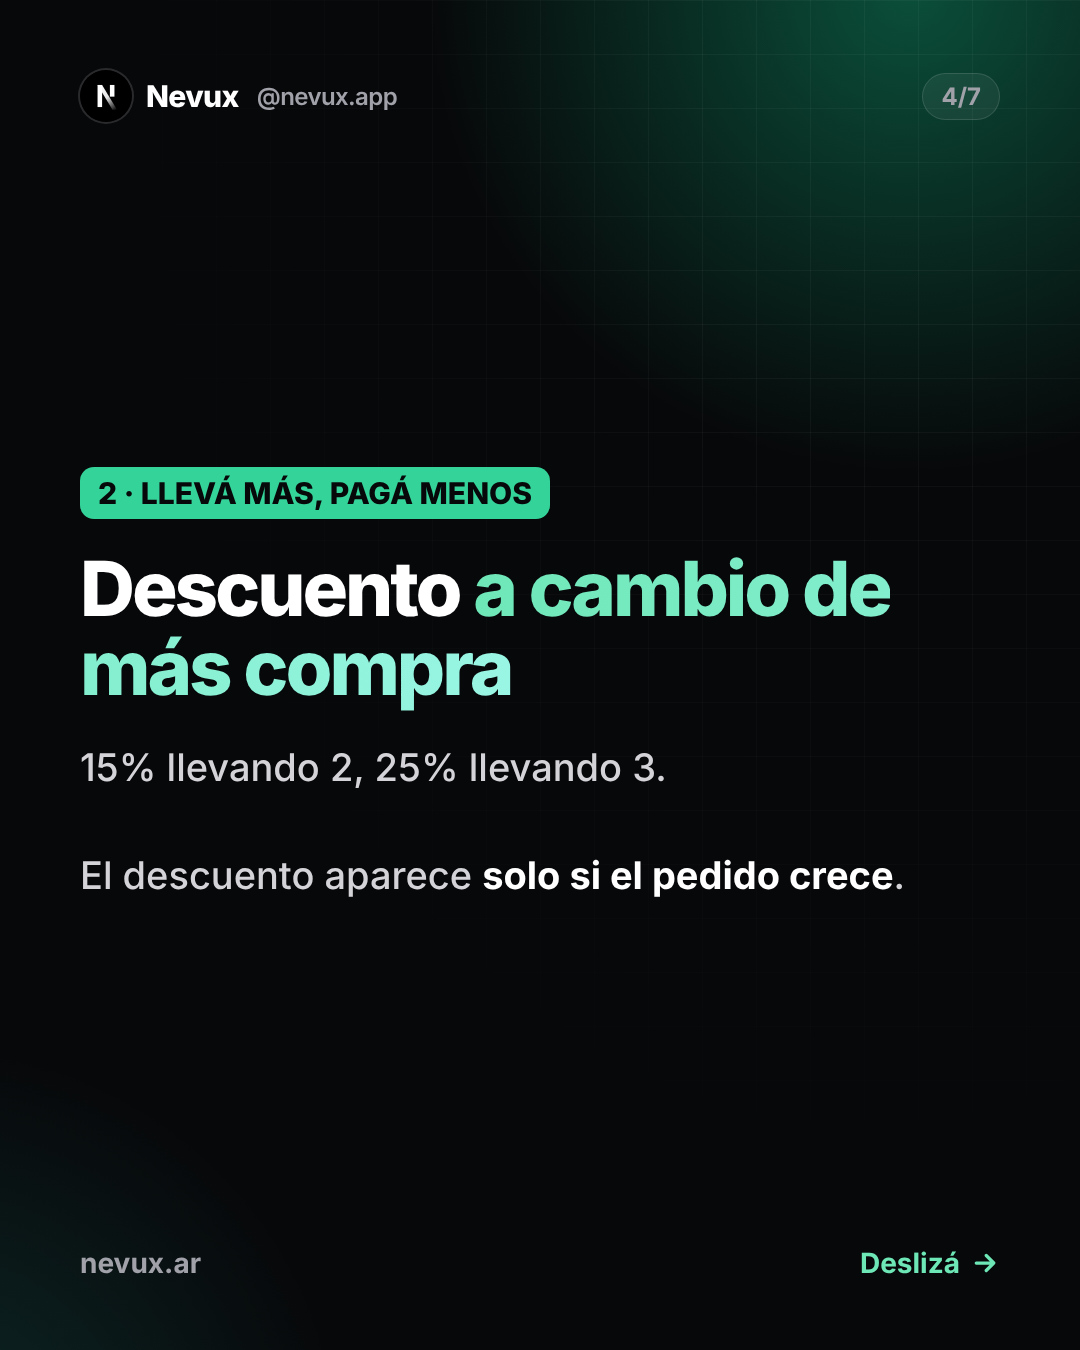 N Nevux @nevux.app 4/7
2 · LLEVÁ MÁS, PAGÁ MENOS
Descuento a cambio de
más compra
15% llevando 2, 25% llevando 3.
El descuento aparece solo si el pedido crece.
nevux.ar Deslizá →